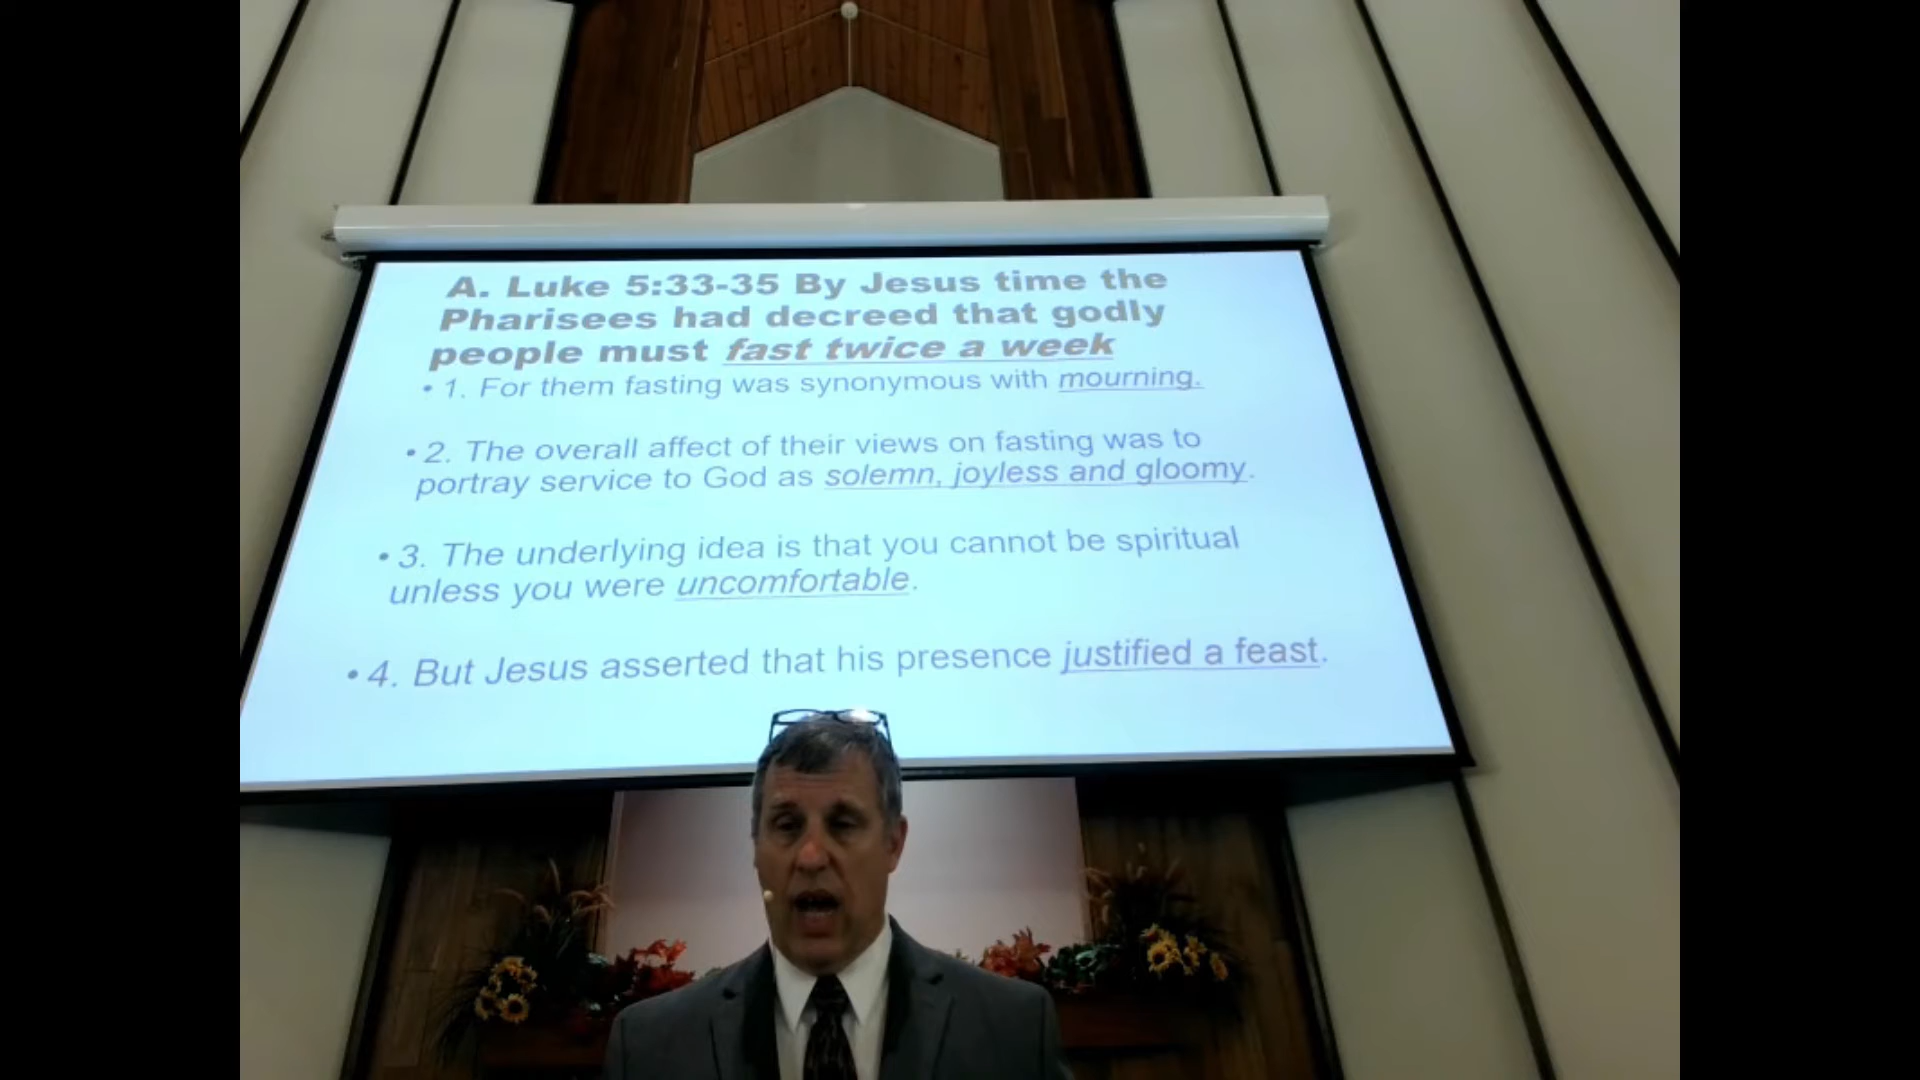 A. Luke 5:33-35 By Jesus time the
Pharisees had decreed that godly
people must fast twice a week
• 1. For them fasting was synonymous with mourning.
• 2. The overall affect of their views on fasting was to
portray service to God as solemn, joyless and gloomy.
• 3. The underlying idea is that you cannot be spiritual
unless you were uncomfortable.
• 4. But Jesus asserted that his presence justified a feast.